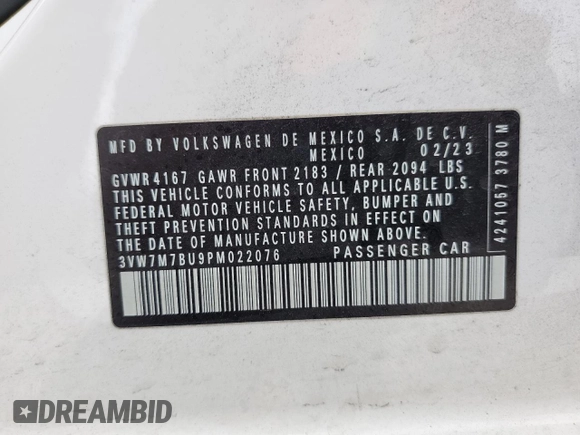 MFD BY VOLKSWAGEN DE MEXICO S.A. DE C.V.
MEXICO 02/23
GVWR 4167 GAWR FRONT 2183 / REAR 2094 LBS
THIS VEHICLE CONFORMS TO ALL APPLICABLE U.S.
FEDERAL MOTOR VEHICLE SAFETY, BUMPER AND
THEFT PREVENTION STANDARDS IN EFFECT ON THE
DATE OF MANUFACTURE SHOWN ABOVE.
3VW7M7BU9PM022076 PASSENGER CAR
4241057 3780 M
DREAMBID